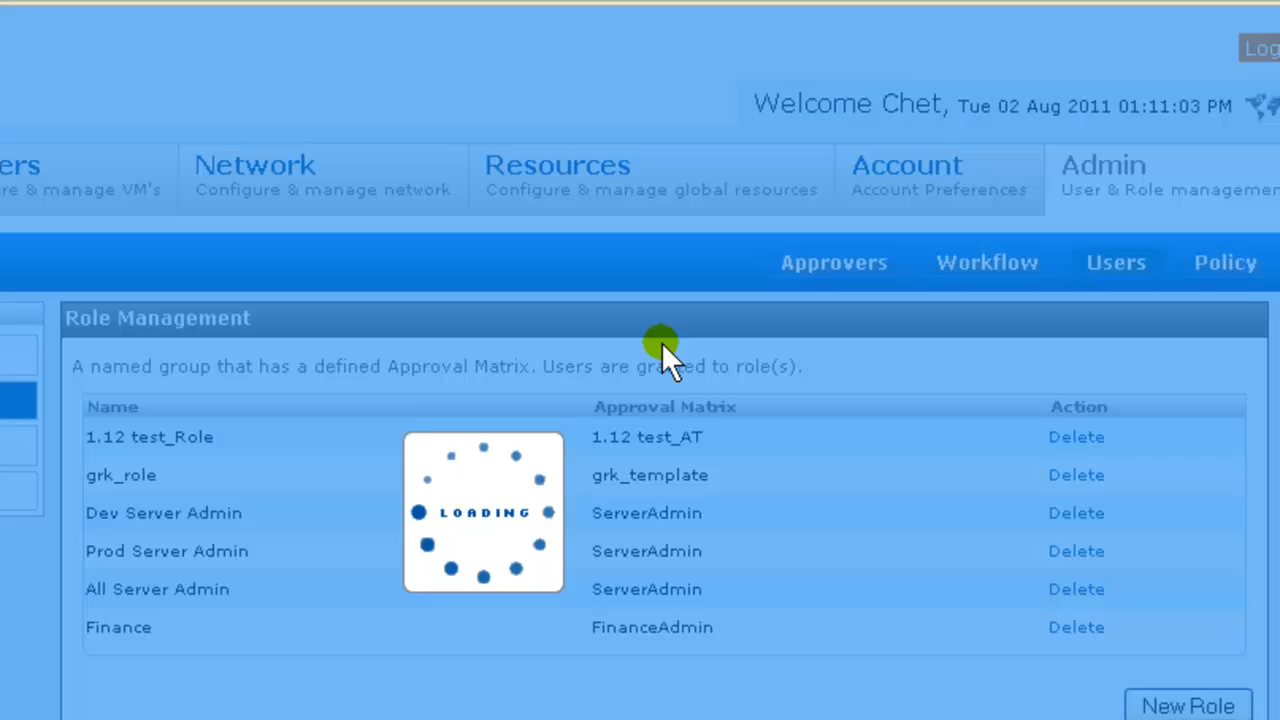 Log
Welcome Chet, Tue 02 Aug 2011 01:11:03 PM
ers Network Resources Account Admin
re & manage VM's Configure & manage network Configure & manage global resources Account Preferences User & Role managemen
Approvers Workflow Users Policy
Role Management
A named group that has a defined Approval Matrix. Users are granted to role(s).
Name Approval Matrix Action
1.12 test_Role 1.12 test_AT Delete
grk_role grk_template Delete
Dev Server Admin ServerAdmin Delete
LOADING
Prod Server Admin ServerAdmin Delete
All Server Admin ServerAdmin Delete
Finance FinanceAdmin Delete
New Role